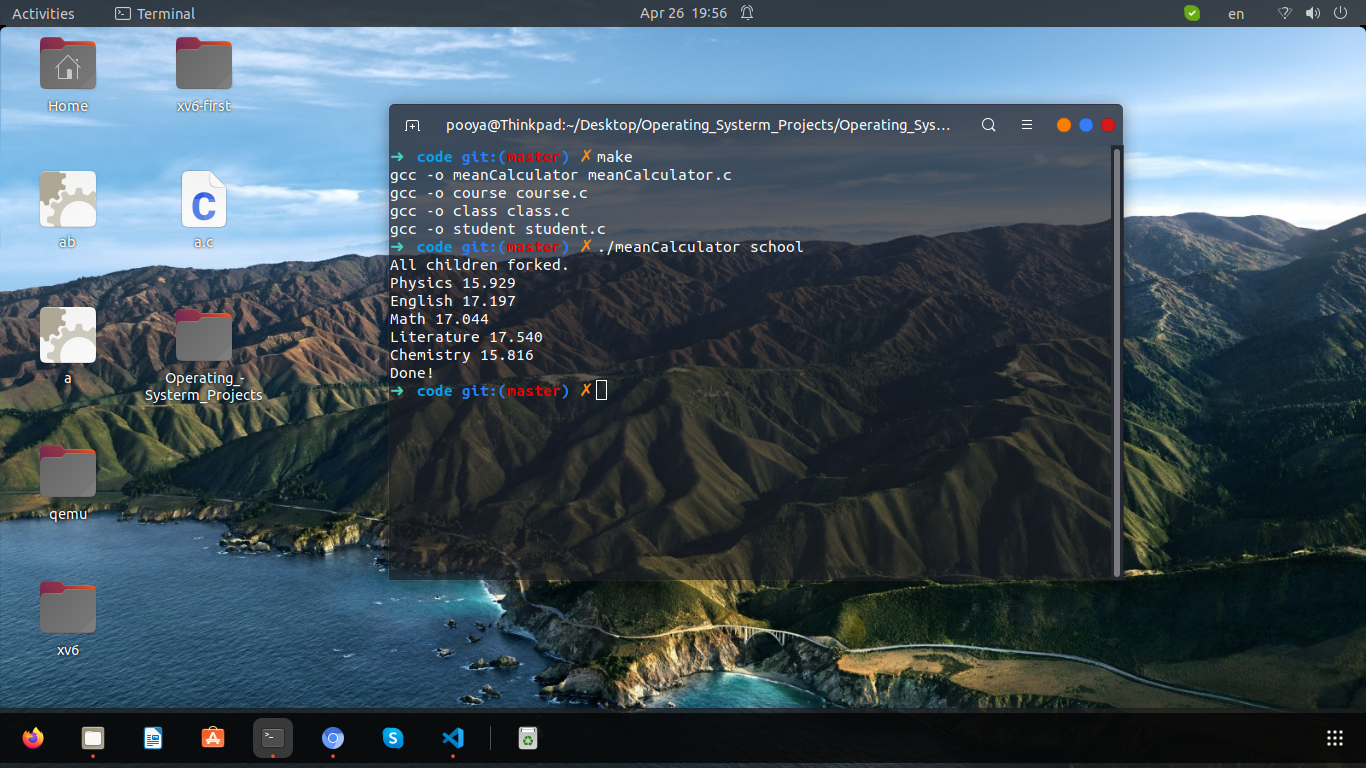 Activities
Terminal
Apr 26 19:56
en
Home
xv6-first
ab
a.c
a
Operating_-
Systerm_Projects
qemu
xv6
pooya@Thinkpad:~/Desktop/Operating_Systerm_Projects/Operating_Sys...
➜ code git:(master) ✗ make
gcc -o meanCalculator meanCalculator.c
gcc -o course course.c
gcc -o class class.c
gcc -o student student.c
➜ code git:(master) ✗ ./meanCalculator school
All children forked.
Physics 15.929
English 17.197
Math 17.044
Literature 17.540
Chemistry 15.816
Done!
➜ code git:(master) ✗